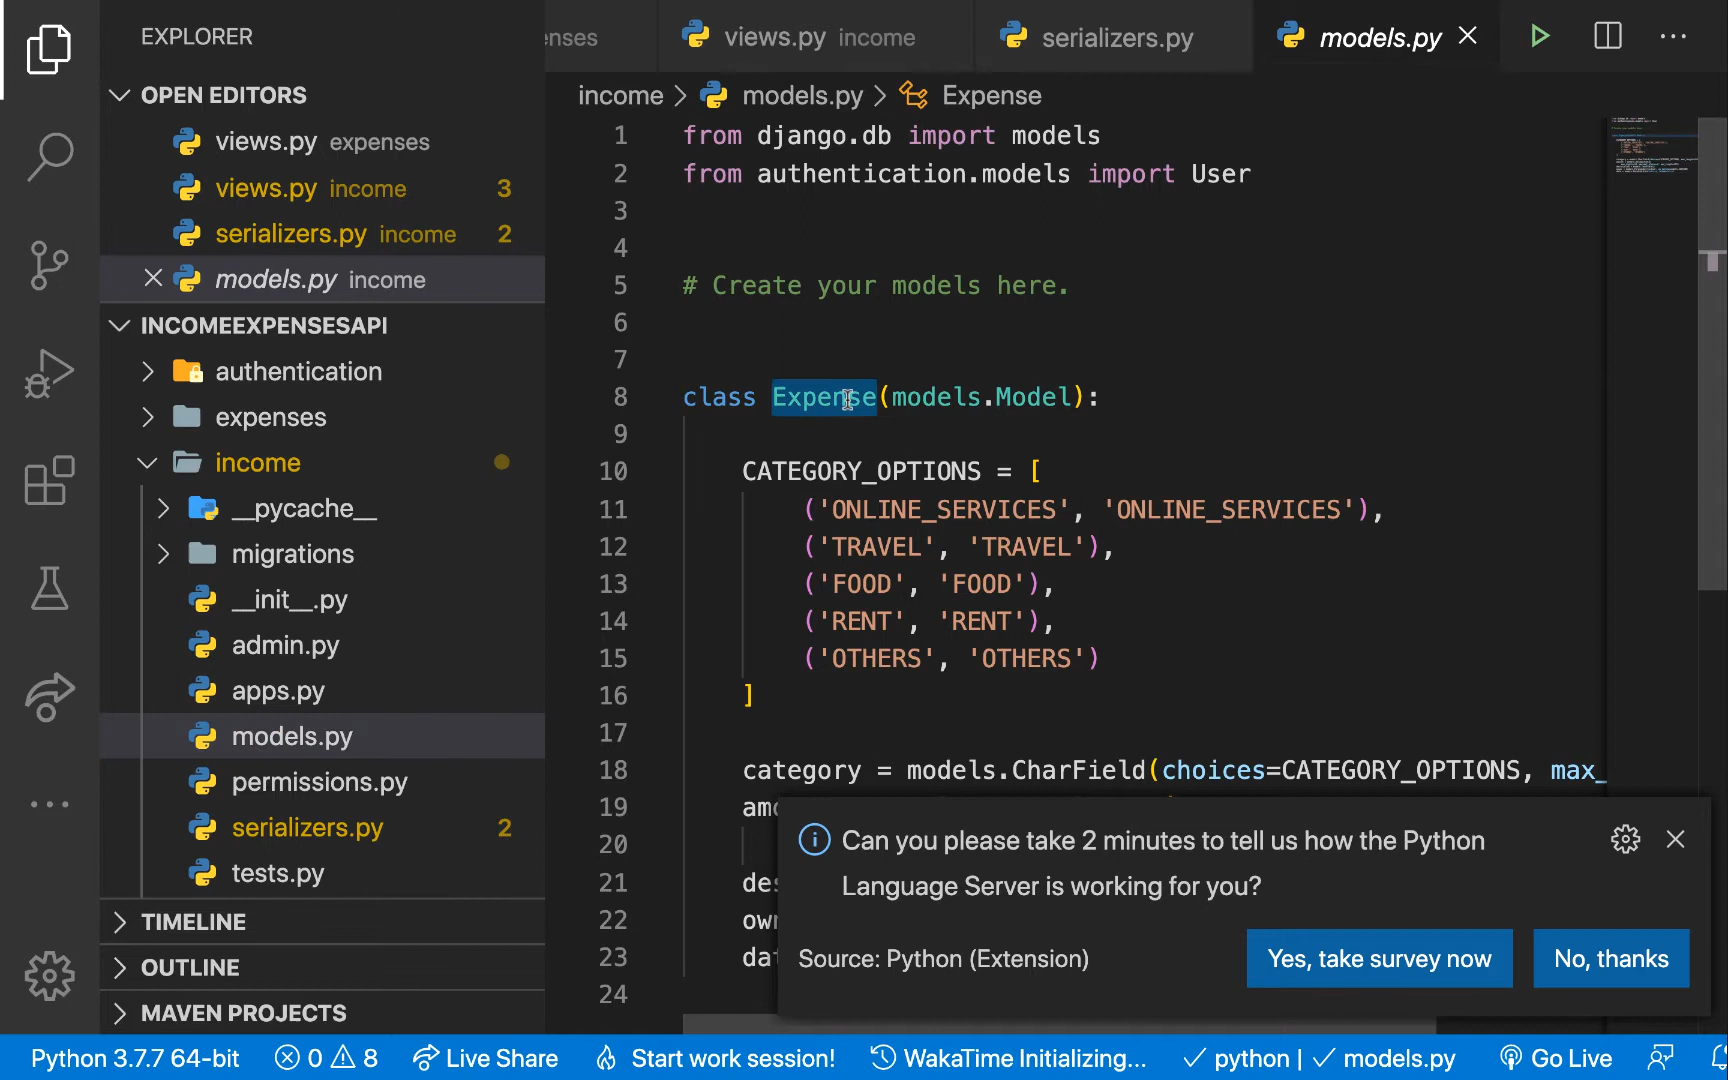 EXPLORER
OPEN EDITORS
views.py expenses
views.py income 3
serializers.py income 2
models.py income
INCOMEEXPENSESAPI
authentication
expenses
income
__pycache__
migrations
__init__.py
admin.py
apps.py
models.py
permissions.py
serializers.py 2
tests.py
TIMELINE
OUTLINE
MAVEN PROJECTS
enses
views.py income
serializers.py
models.py
income > models.py > Expense
1 from django.db import models
2 from authentication.models import User
3
4
5 # Create your models here.
6
7
8 class Expense(models.Model):
9
10 CATEGORY_OPTIONS = [
11 ('ONLINE_SERVICES', 'ONLINE_SERVICES'),
12 ('TRAVEL', 'TRAVEL'),
13 ('FOOD', 'FOOD'),
14 ('RENT', 'RENT'),
15 ('OTHERS', 'OTHERS')
16 ]
17
18 category = models.CharField(choices=CATEGORY_OPTIONS, max_
19 amo
20
21 des
22 own
23 dat
24
Can you please take 2 minutes to tell us how the Python
Language Server is working for you?
Source: Python (Extension)
Yes, take survey now
No, thanks
Python 3.7.7 64-bit 0 8 Live Share Start work session! WakaTime Initializing... python | models.py Go Live